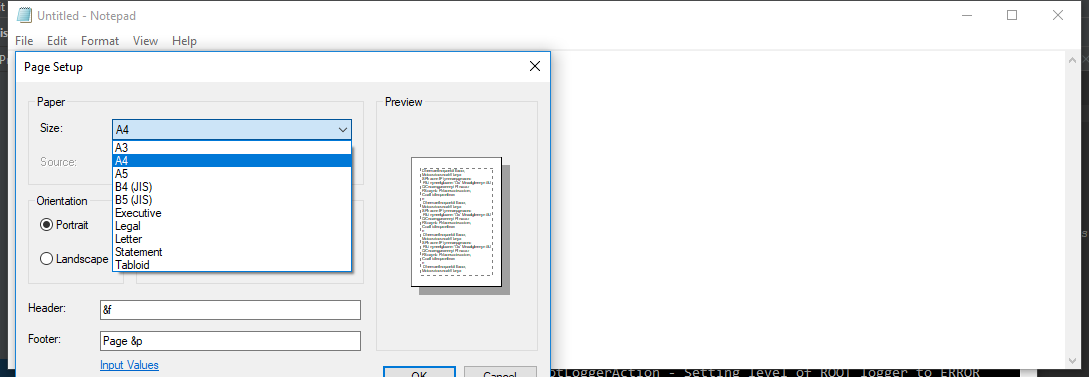 Untitled - Notepad
File Edit Format View Help
Page Setup
Paper
Size: A4
A3
A4
A5
B4 (JIS)
B5 (JIS)
Executive
Legal
Letter
Statement
Tabloid
Source:
Orientation
Portrait
Landscape
Preview
Header: &f
Footer: Page &p
Input Values
OK Cancel
otLoggerAction - Setting level of ROOT logger to ERROR